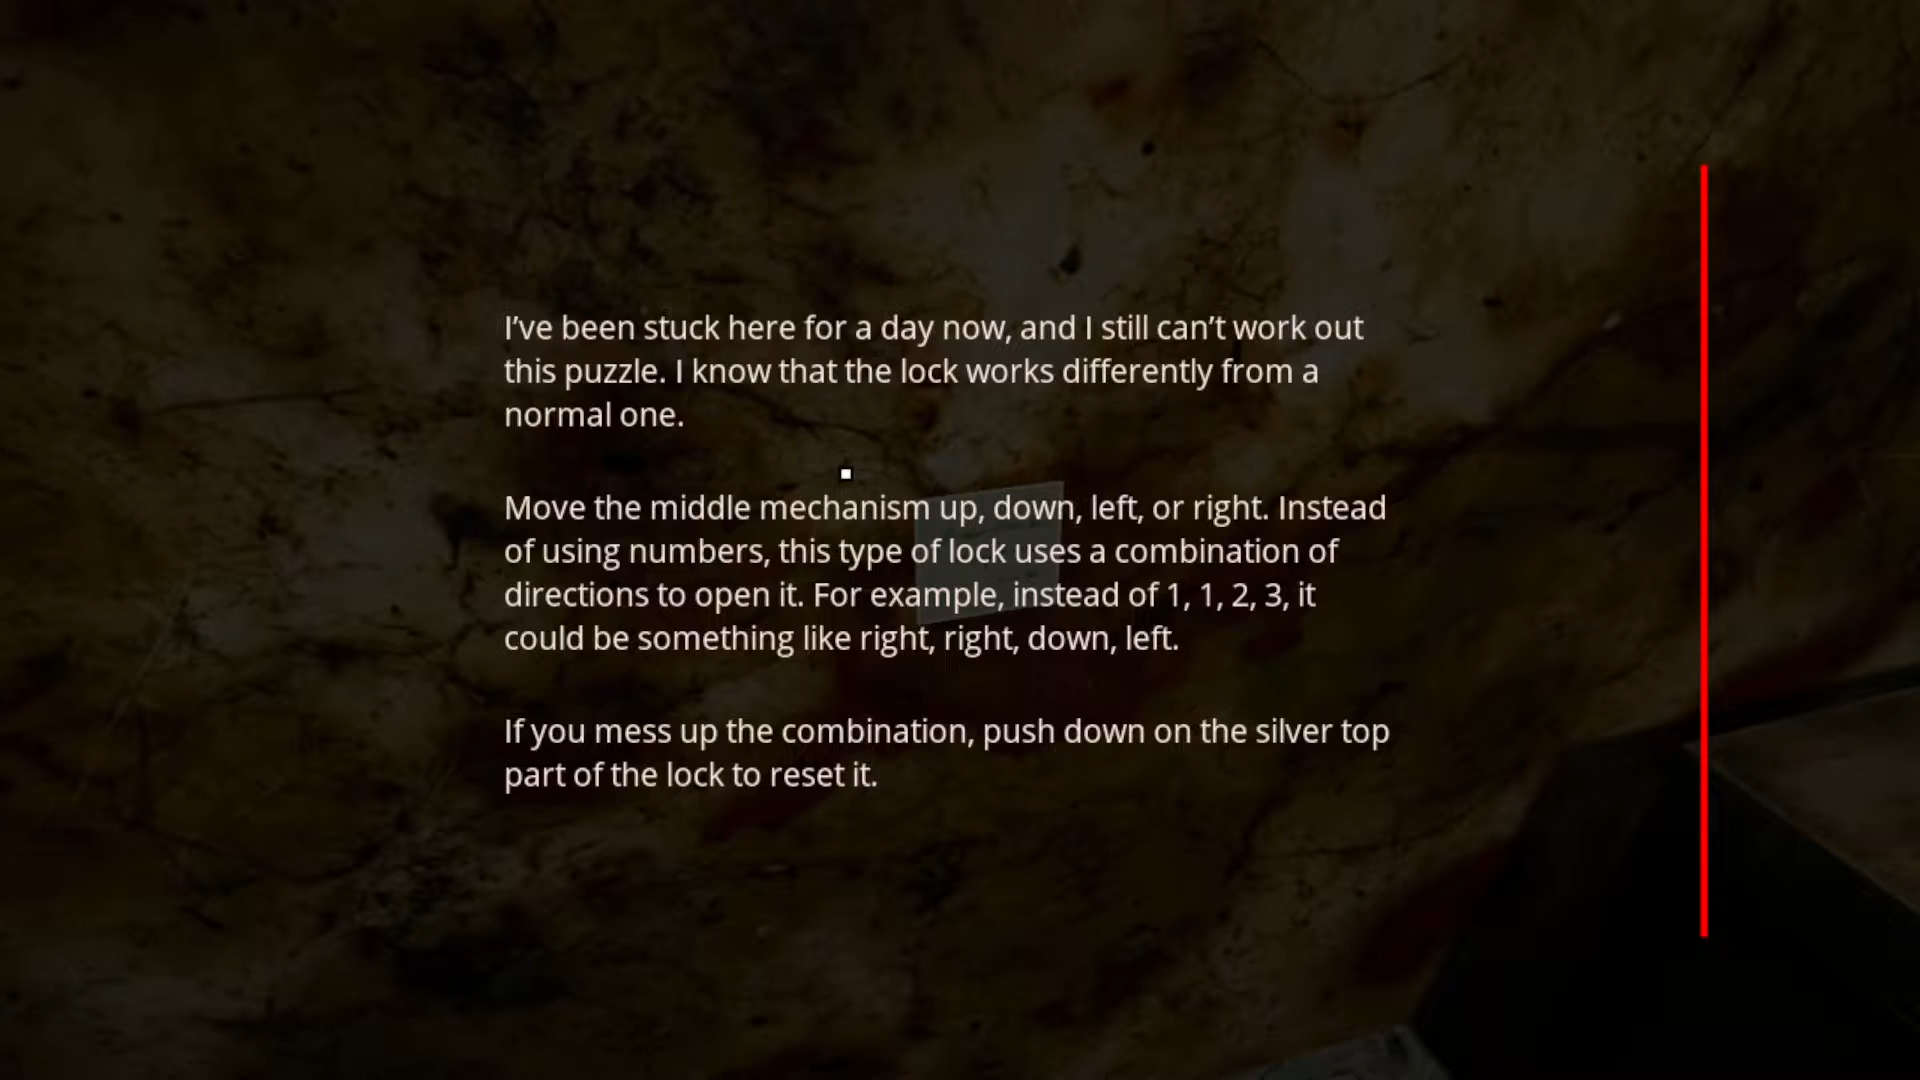 I’ve been stuck here for a day now, and I still can’t work out
this puzzle. I know that the lock works differently from a
normal one.
Move the middle mechanism up, down, left, or right. Instead
of using numbers, this type of lock uses a combination of
directions to open it. For example, instead of 1, 1, 2, 3, it
could be something like right, right, down, left.
If you mess up the combination, push down on the silver top
part of the lock to reset it.